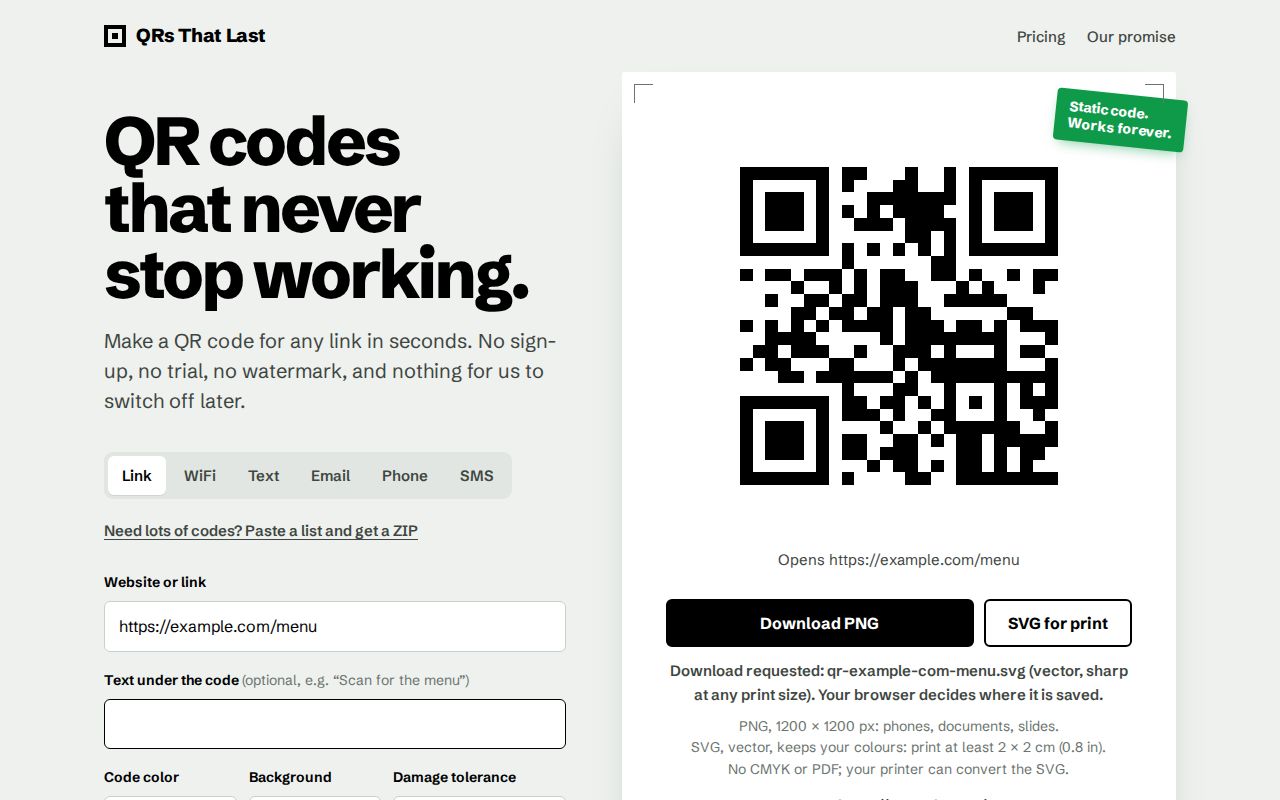 QRs That Last
Pricing
Our promise
QR codes
that never
stop working.
Make a QR code for any link in seconds. No sign-
up, no trial, no watermark, and nothing for us to
switch off later.
Link
WiFi
Text
Email
Phone
SMS
Need lots of codes? Paste a list and get a ZIP
Website or link
https://example.com/menu
Text under the code (optional, e.g. “Scan for the menu”)
Code color
Background
Damage tolerance
Static code.
Works forever.
Opens https://example.com/menu
Download PNG
SVG for print
Download requested: qr-example-com-menu.svg (vector, sharp
at any print size). Your browser decides where it is saved.
PNG, 1200 × 1200 px: phones, documents, slides.
SVG, vector, keeps your colours: print at least 2 × 2 cm (0.8 in).
No CMYK or PDF; your printer can convert the SVG.